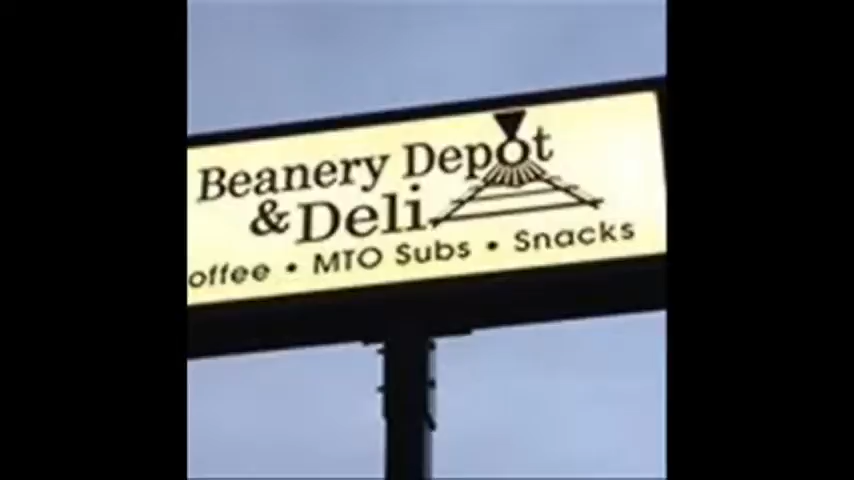 Beanery Depot
& Deli
offee • MTO Subs • Snacks